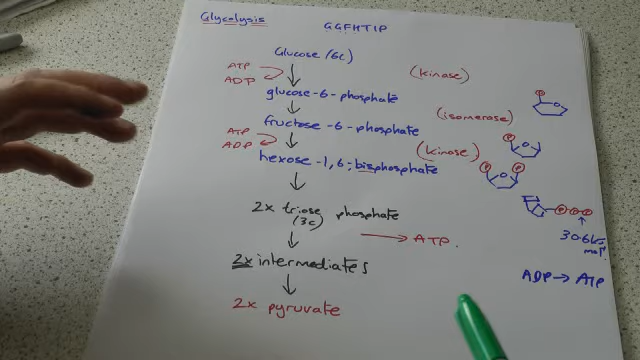 Glycolysis
GGFHTIP
Glucose (6c)
ATP
ADP
(kinase)
glucose-6-phosphate
P
(isomerase)
fructose-6-phosphate
P
ATP
ADP
(kinase)
hexose-1,6-bisphosphate
P P
2x triose phosphate
(3c)
P P P
ATP.
30.6kJ
mol⁻¹
2x intermediates
ADP → ATP
2x pyruvate